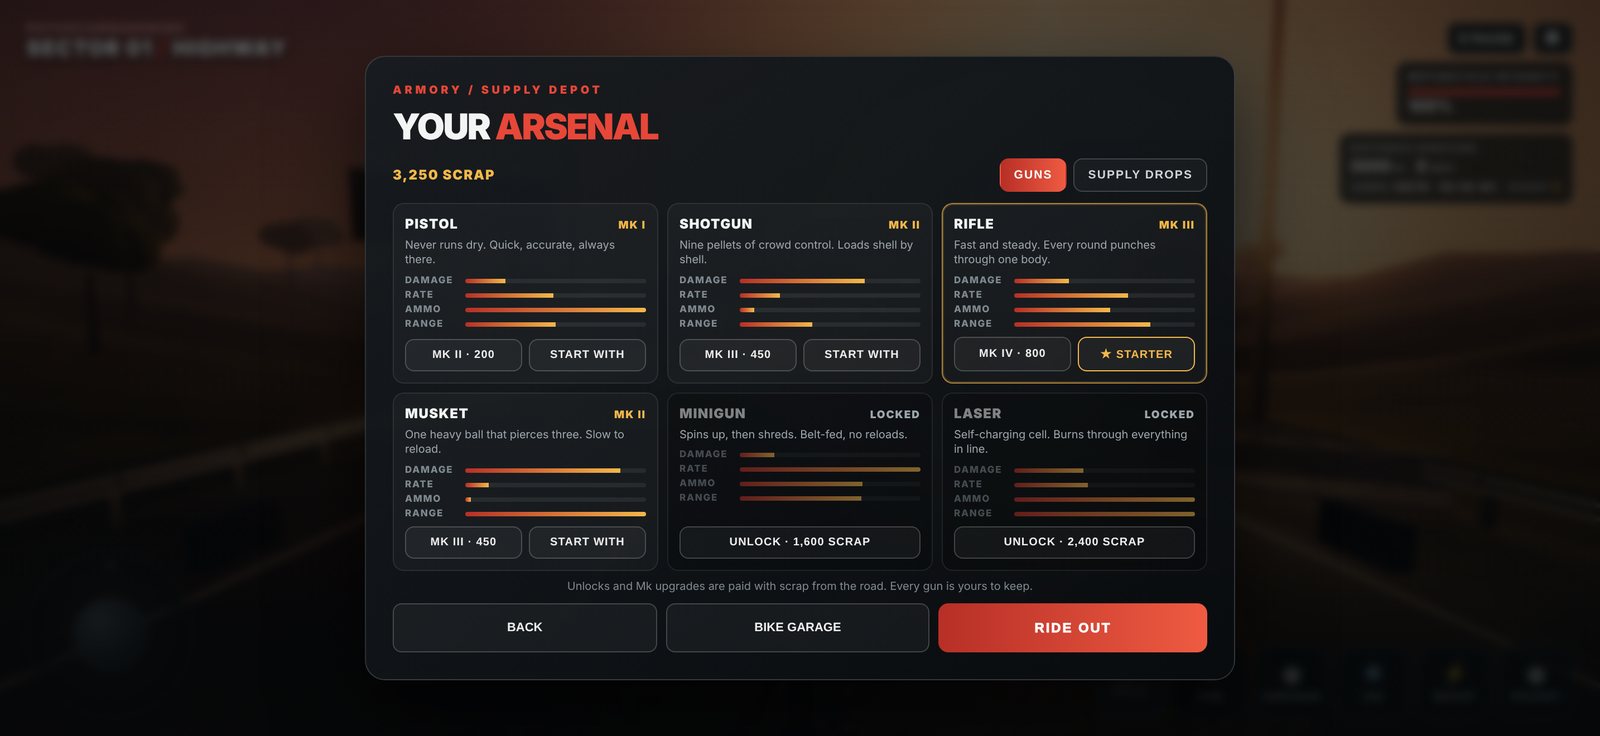 SECTOR 01 / HIGHWAY
ARMORY / SUPPLY DEPOT
YOUR ARSENAL
3,250 SCRAP
GUNS
SUPPLY DROPS
PISTOL
MK I
Never runs dry. Quick, accurate, always
there.
DAMAGE
RATE
AMMO
RANGE
MK II · 200
START WITH
SHOTGUN
MK II
Nine pellets of crowd control. Loads shell by
shell.
DAMAGE
RATE
AMMO
RANGE
MK III · 450
START WITH
RIFLE
MK III
Fast and steady. Every round punches
through one body.
DAMAGE
RATE
AMMO
RANGE
MK IV · 800
★ STARTER
MUSKET
MK II
One heavy ball that pierces three. Slow to
reload.
DAMAGE
RATE
AMMO
RANGE
MK III · 450
START WITH
MINIGUN
LOCKED
Spins up, then shreds. Belt-fed, no reloads.
DAMAGE
RATE
AMMO
RANGE
UNLOCK · 1,600 SCRAP
LASER
LOCKED
Self-charging cell. Burns through everything
in line.
DAMAGE
RATE
AMMO
RANGE
UNLOCK · 2,400 SCRAP
Unlocks and Mk upgrades are paid with scrap from the road. Every gun is yours to keep.
BACK
BIKE GARAGE
RIDE OUT